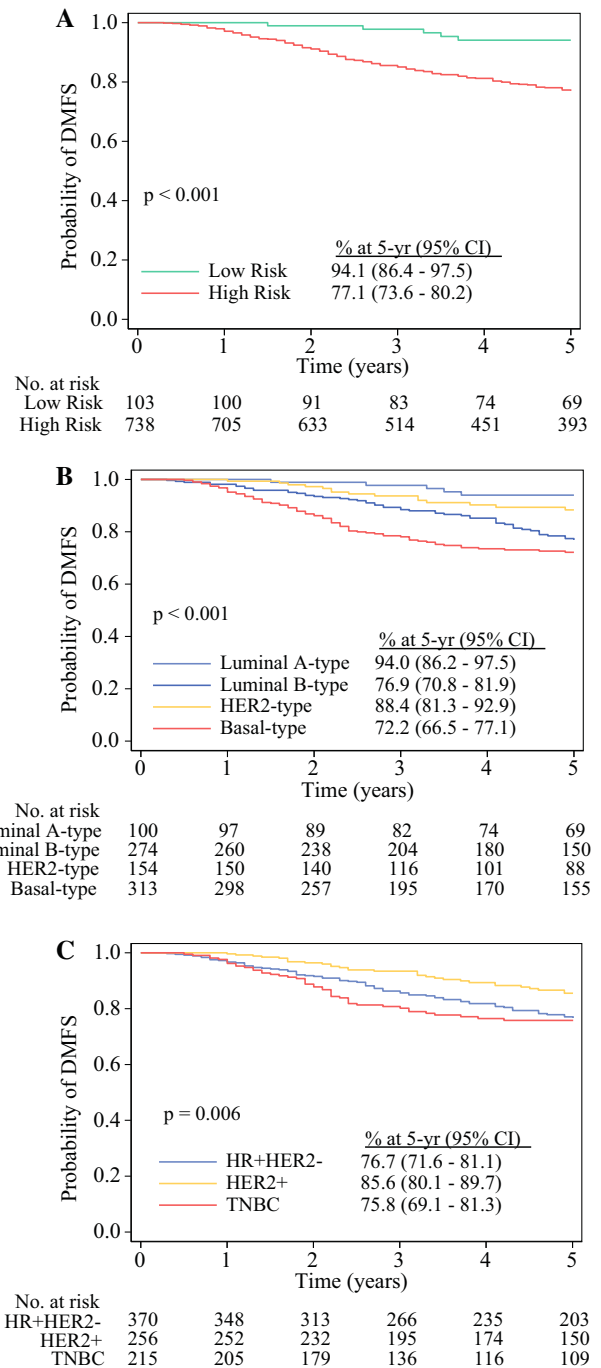 A
1.0
0.8
0.6
0.4
0.2
0.0
Probability of DMFS
p < 0.001
% at 5-yr (95% CI)
Low Risk 94.1 (86.4 - 97.5)
High Risk 77.1 (73.6 - 80.2)
0 1 2 3 4 5
Time (years)
No. at risk
Low Risk 103 100 91 83 74 69
High Risk 738 705 633 514 451 393
B
1.0
0.8
0.6
0.4
0.2
0.0
Probability of DMFS
p < 0.001
% at 5-yr (95% CI)
Luminal A-type 94.0 (86.2 - 97.5)
Luminal B-type 76.9 (70.8 - 81.9)
HER2-type 88.4 (81.3 - 92.9)
Basal-type 72.2 (66.5 - 77.1)
0 1 2 3 4 5
Time (years)
No. at risk
minal A-type 100 97 89 82 74 69
minal B-type 274 260 238 204 180 150
HER2-type 154 150 140 116 101 88
Basal-type 313 298 257 195 170 155
C
1.0
0.8
0.6
0.4
0.2
0.0
Probability of DMFS
p = 0.006
% at 5-yr (95% CI)
HR+HER2- 76.7 (71.6 - 81.1)
HER2+ 85.6 (80.1 - 89.7)
TNBC 75.8 (69.1 - 81.3)
0 1 2 3 4 5
Time (years)
No. at risk
HR+HER2- 370 348 313 266 235 203
HER2+ 256 252 232 195 174 150
TNBC 215 205 179 136 116 109